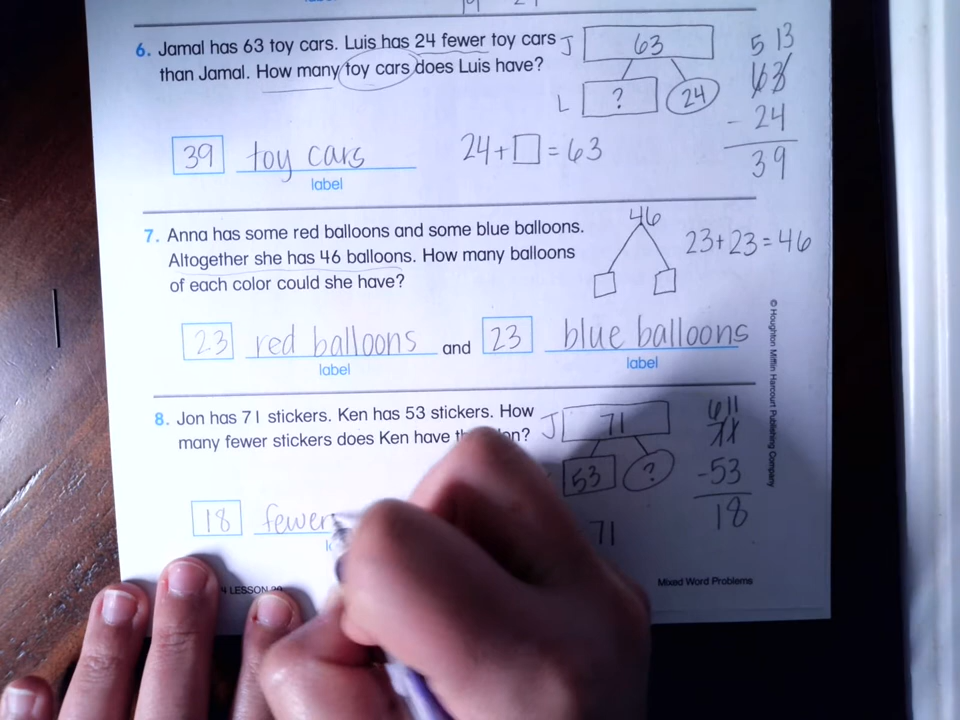 6. Jamal has 63 toy cars. Luis has 24 fewer toy cars
than Jamal. How many toy cars does Luis have?
J 63
L ? 24
5 13
63
- 24
39
39 toy cars
label
24 + □ = 63
7. Anna has some red balloons and some blue balloons.
Altogether she has 46 balloons. How many balloons
of each color could she have?
46
23 + 23 = 46
23 red balloons and 23 blue balloons
label label
8. Jon has 71 stickers. Ken has 53 stickers. How
many fewer stickers does Ken have
J 71
53 ?
6 11
71
-53
18
18 fewer
71
LESSON
Mixed Word Problems
© Houghton Mifflin Harcourt Publishing Company